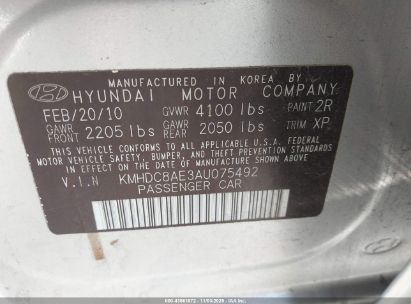 MANUFACTURED IN KOREA BY
HYUNDAI MOTOR COMPANY
FEB/20/10 GVWR 4100 lbs PAINT 2R
GAWR FRONT 2205 lbs GAWR REAR 2050 lbs TRIM XP
THIS VEHICLE CONFORMS TO ALL APPLICABLE U.S.A. FEDERAL
MOTOR VEHICLE SAFETY, BUMPER, AND THEFT PREVENTION STANDARDS
IN EFFECT ON THE DATE OF MANUFACTURE SHOWN ABOVE.
V.I.N KMHDC8AE3AU075492
PASSENGER CAR